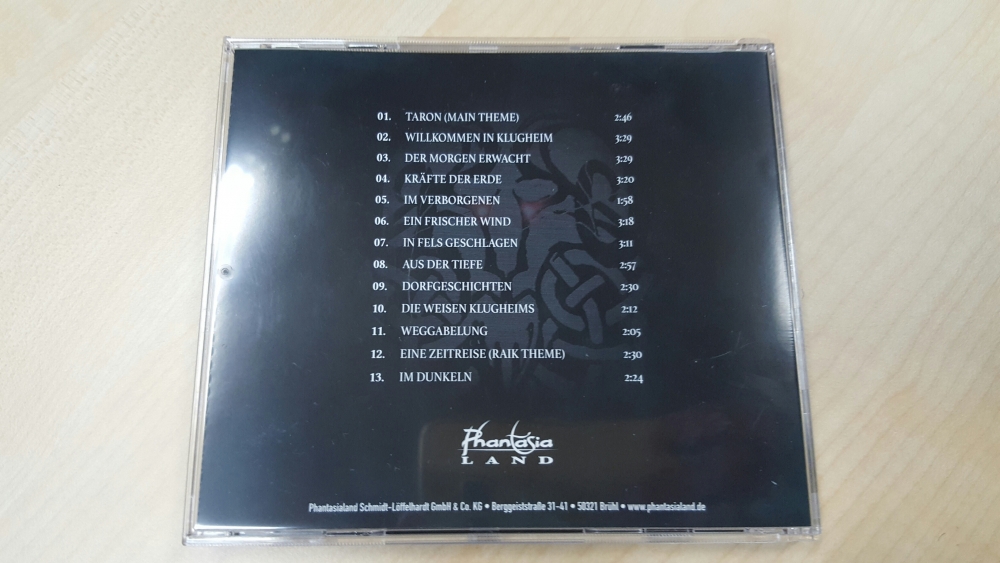 01. TARON (MAIN THEME) 2:46
02. WILLKOMMEN IN KLUGHEIM 3:29
03. DER MORGEN ERWACHT 3:29
04. KRÄFTE DER ERDE 3:20
05. IM VERBORGENEN 1:58
06. EIN FRISCHER WIND 3:18
07. IN FELS GESCHLAGEN 3:11
08. AUS DER TIEFE 2:57
09. DORFGESCHICHTEN 2:30
10. DIE WEISEN KLUGHEIMS 2:12
11. WEGGABELUNG 2:05
12. EINE ZEITREISE (RAIK THEME) 2:30
13. IM DUNKELN 2:24
Phantasia
LAND
Phantasialand Schmidt-Löffelhardt GmbH & Co. KG • Berggeiststraße 31-41 • 50321 Brühl • www.phantasialand.de